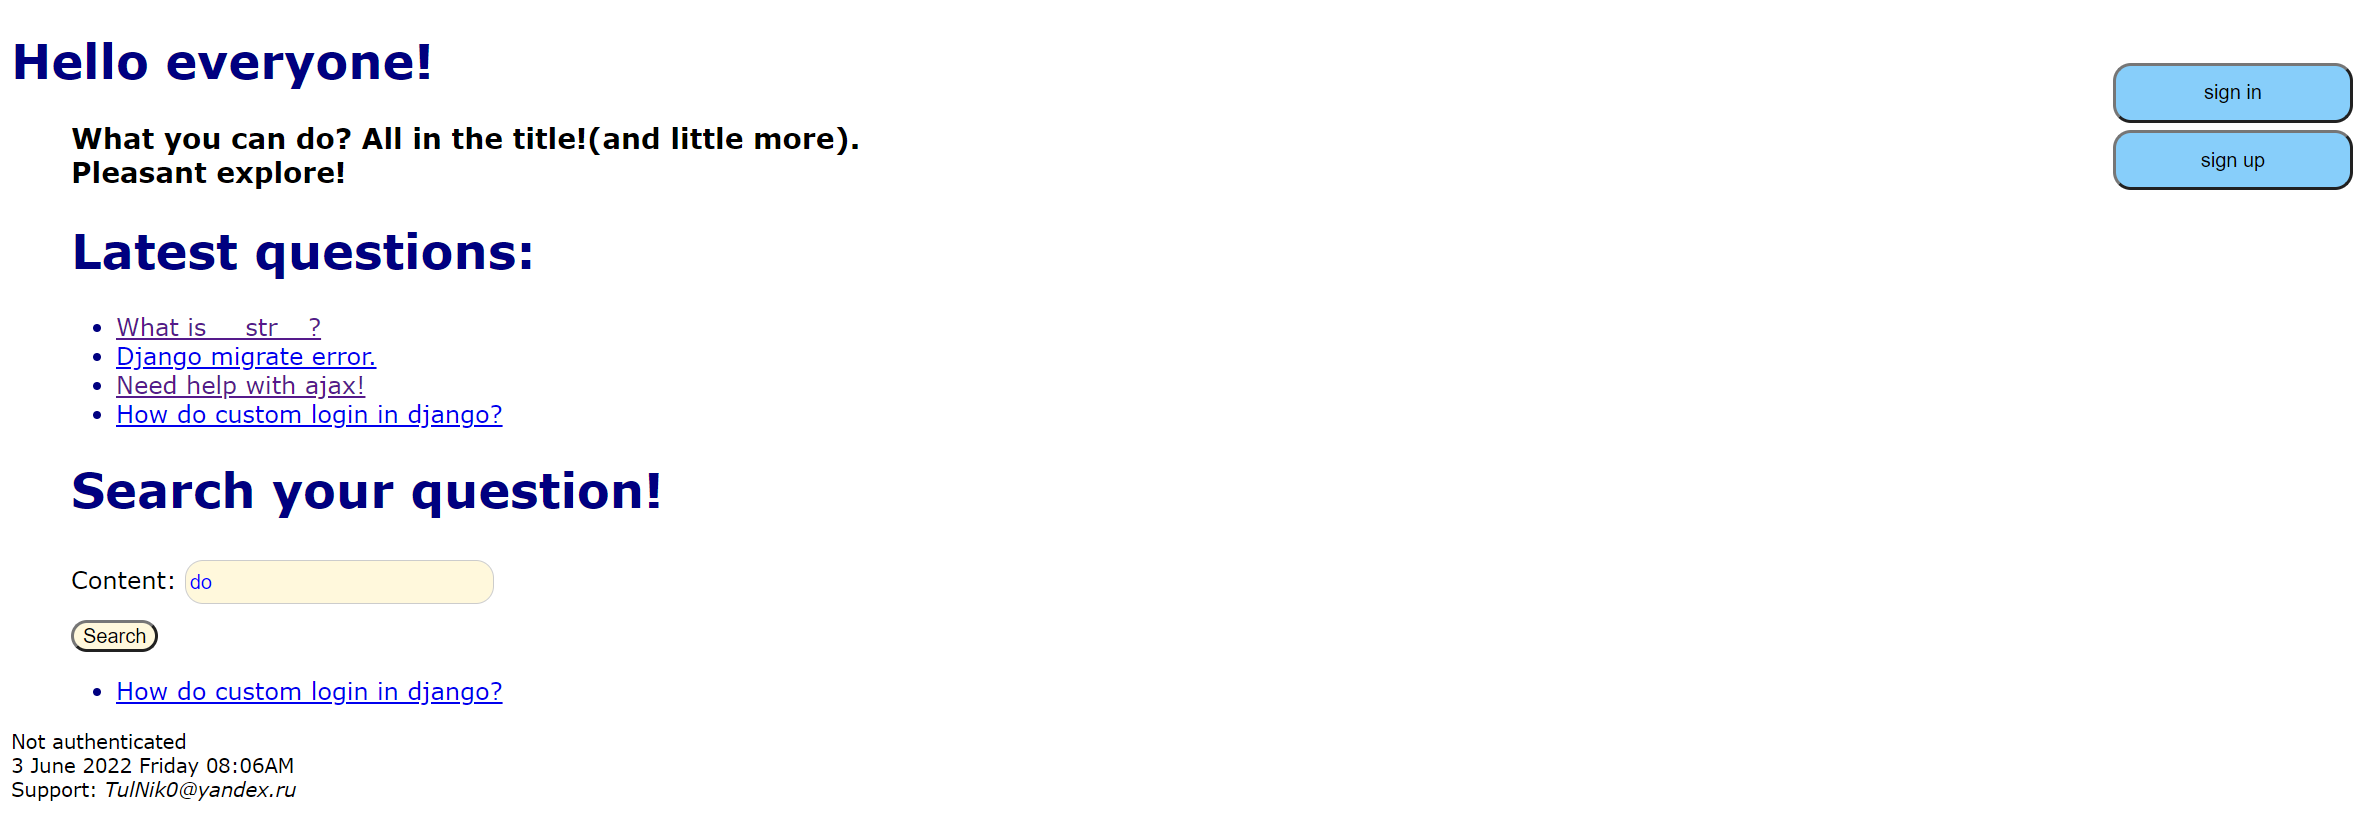 Hello everyone!
sign in
sign up
What you can do? All in the title!(and little more).
Pleasant explore!
Latest questions:
What is __str__?
Django migrate error.
Need help with ajax!
How do custom login in django?
Search your question!
Content: do
Search
How do custom login in django?
Not authenticated
3 June 2022 Friday 08:06AM
Support: TulNik0@yandex.ru